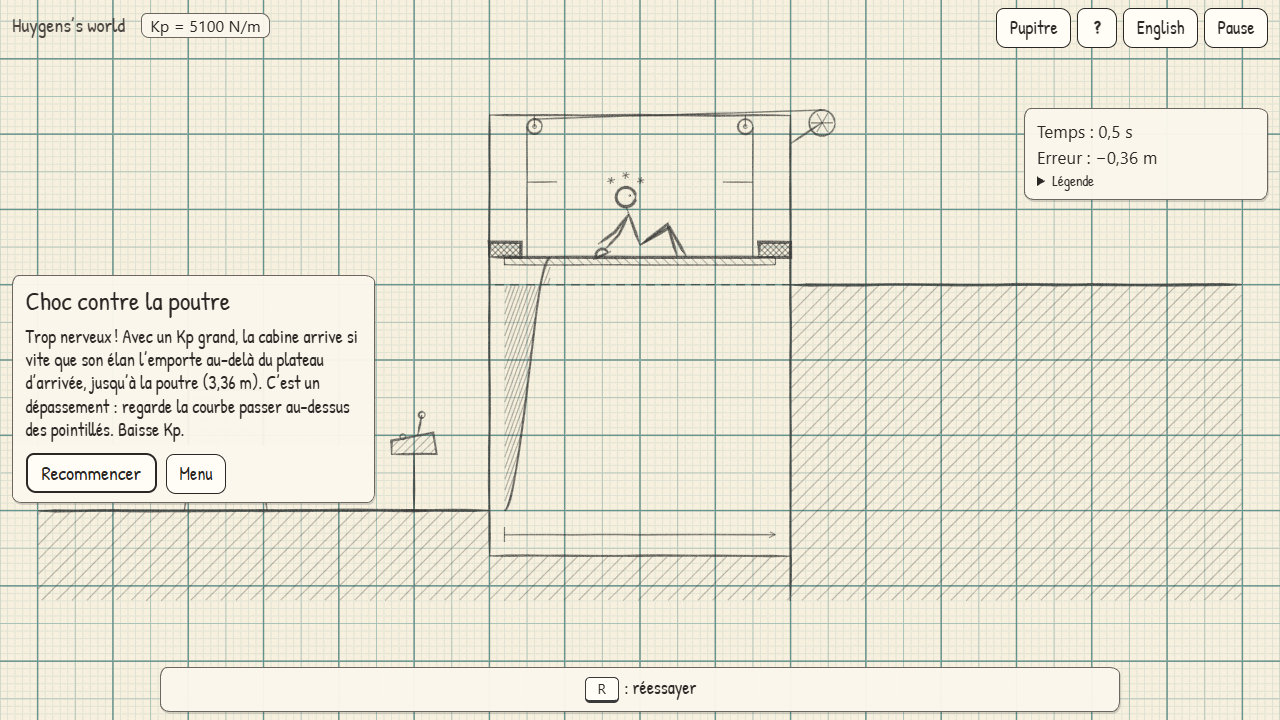 Huygens's world
Kp = 5100 N/m
Pupitre
?
English
Pause
Temps : 0,5 s
Erreur : −0,36 m
Légende
Choc contre la poutre
Trop nerveux ! Avec un Kp grand, la cabine arrive si
vite que son élan l'emporte au-delà du plateau
d'arrivée, jusqu'à la poutre (3,36 m). C'est un
dépassement : regarde la courbe passer au-dessus
des pointillés. Baisse Kp.
Recommencer
Menu
R : réessayer